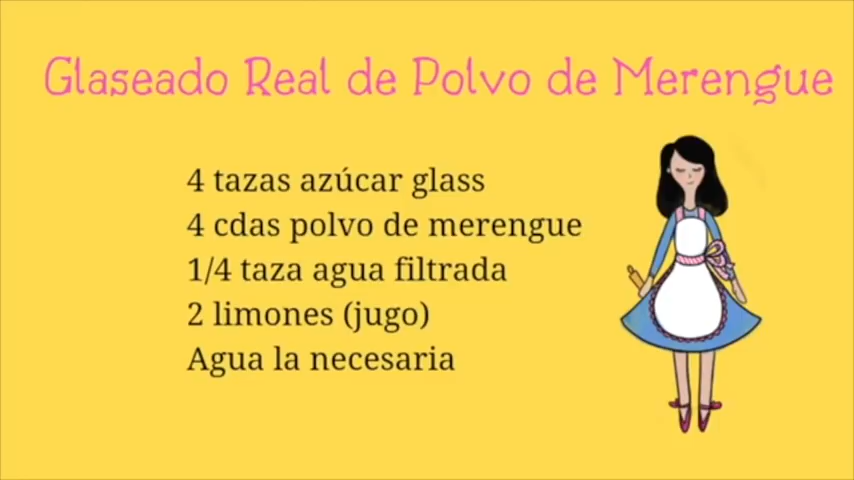 Glaseado Real de Polvo de Merengue
4 tazas azúcar glass
4 cdas polvo de merengue
1/4 taza agua filtrada
2 limones (jugo)
Agua la necesaria